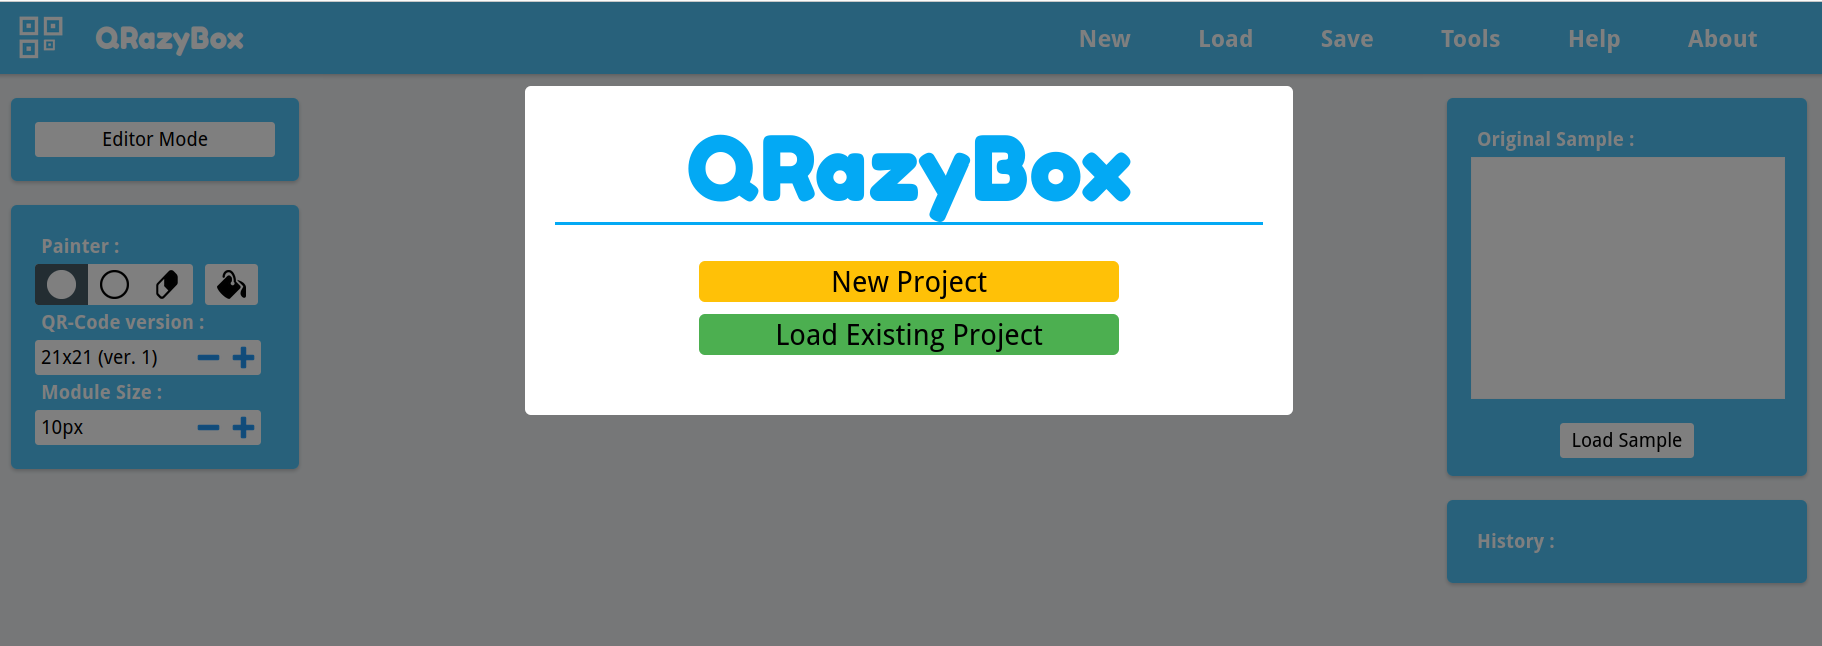 QRazyBox
New
Load
Save
Tools
Help
About
Editor Mode
Painter :
QR-Code version :
21x21 (ver. 1)
Module Size :
10px
QRazyBox
New Project
Load Existing Project
Original Sample :
Load Sample
History :